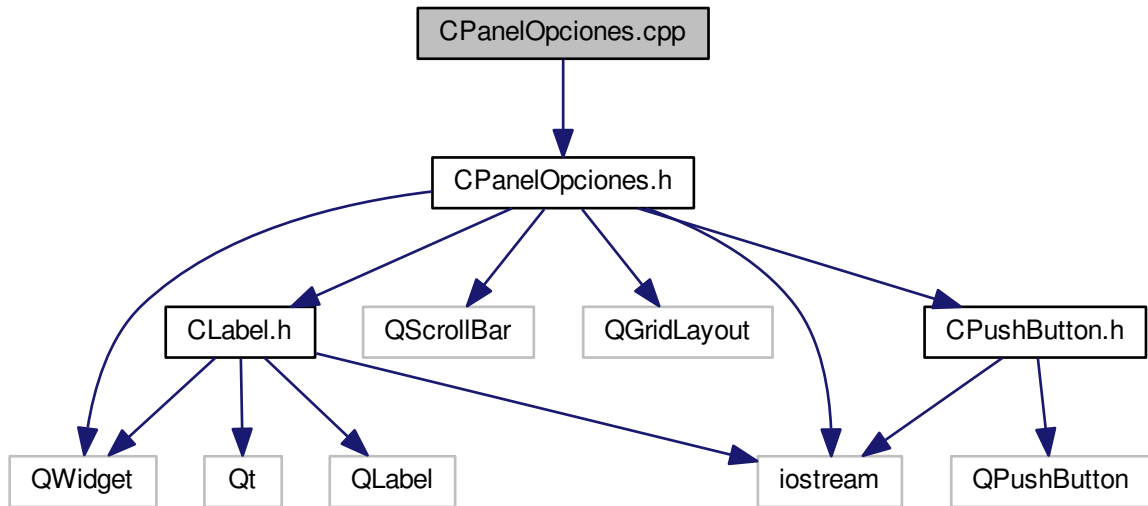 CPanelOpciones.cpp
CPanelOpciones.h
CLabel.h
QScrollBar
QGridLayout
CPushButton.h
QWidget
Qt
QLabel
iostream
QPushButton